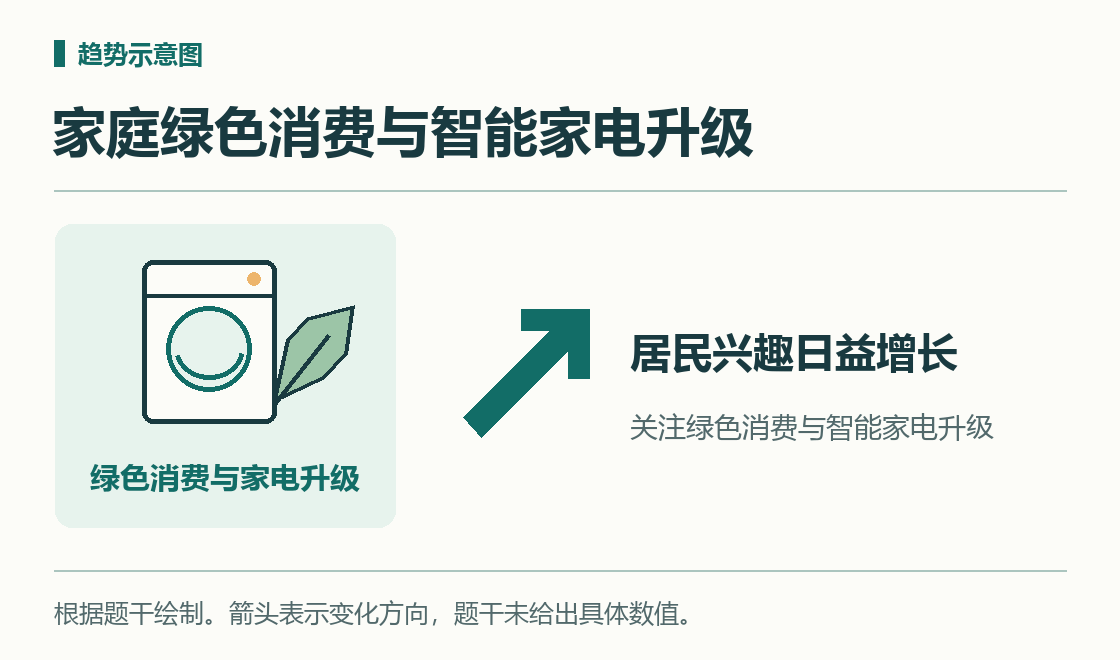 趋势示意图
家庭绿色消费与智能家电升级
绿色消费与家电升级
居民兴趣日益增长
关注绿色消费与智能家电升级
根据题干绘制。箭头表示变化方向，题干未给出具体数值。